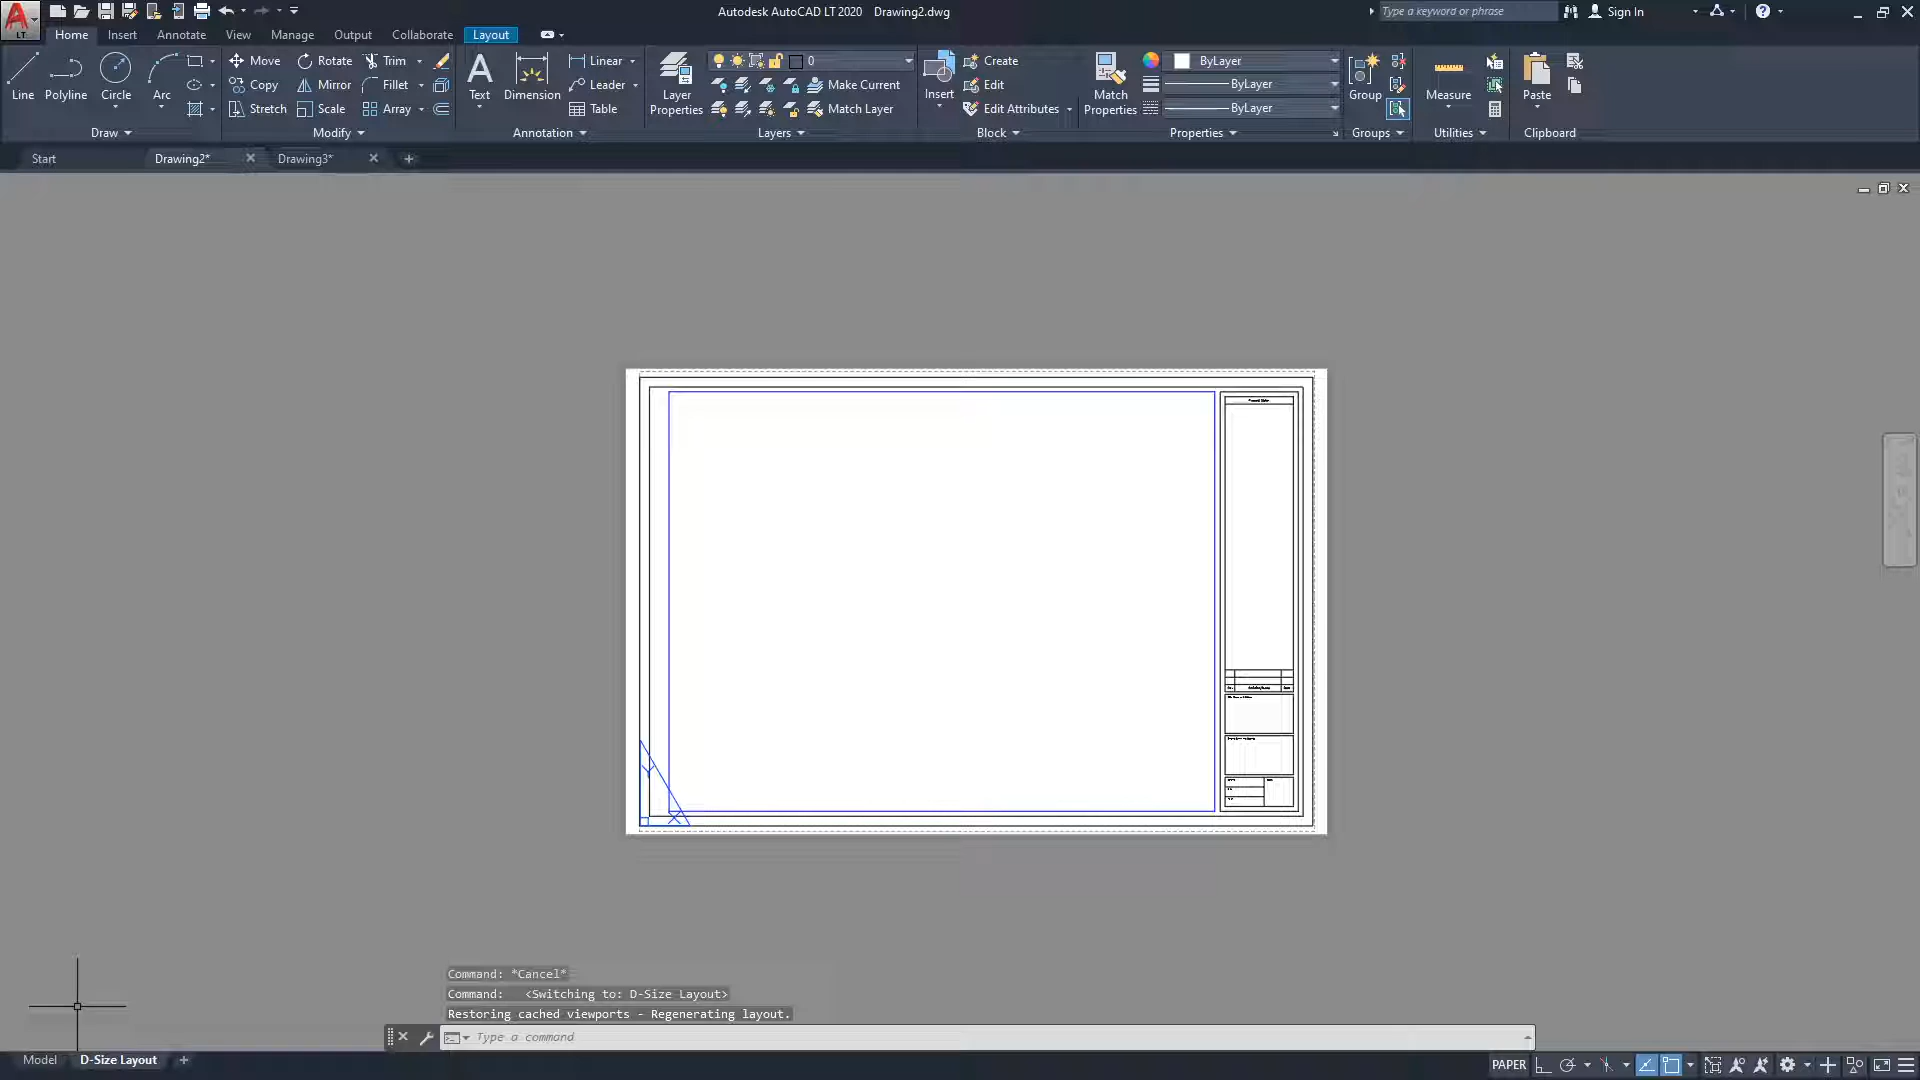 Autodesk AutoCAD LT 2020 Drawing2.dwg
Type a keyword or phrase
Sign In
LT
Home Insert Annotate View Manage Output Collaborate Layout
Line
Polyline
Circle
Arc
Draw
Move Rotate Trim
Copy Mirror Fillet
Stretch Scale Array
Modify
Text
Dimension
Linear
Leader
Table
Annotation
Layer
Properties
0
Make Current
Match Layer
Layers
Insert
Create
Edit
Edit Attributes
Block
Match
Properties
ByLayer
ByLayer
ByLayer
Properties
Group
Groups
Measure
Utilities
Paste
Clipboard
Start Drawing2* Drawing3*
Y
X
Command: *Cancel*
Command: <Switching to: D-Size Layout>
Restoring cached viewports - Regenerating layout.
Type a command
Model D-Size Layout
PAPER